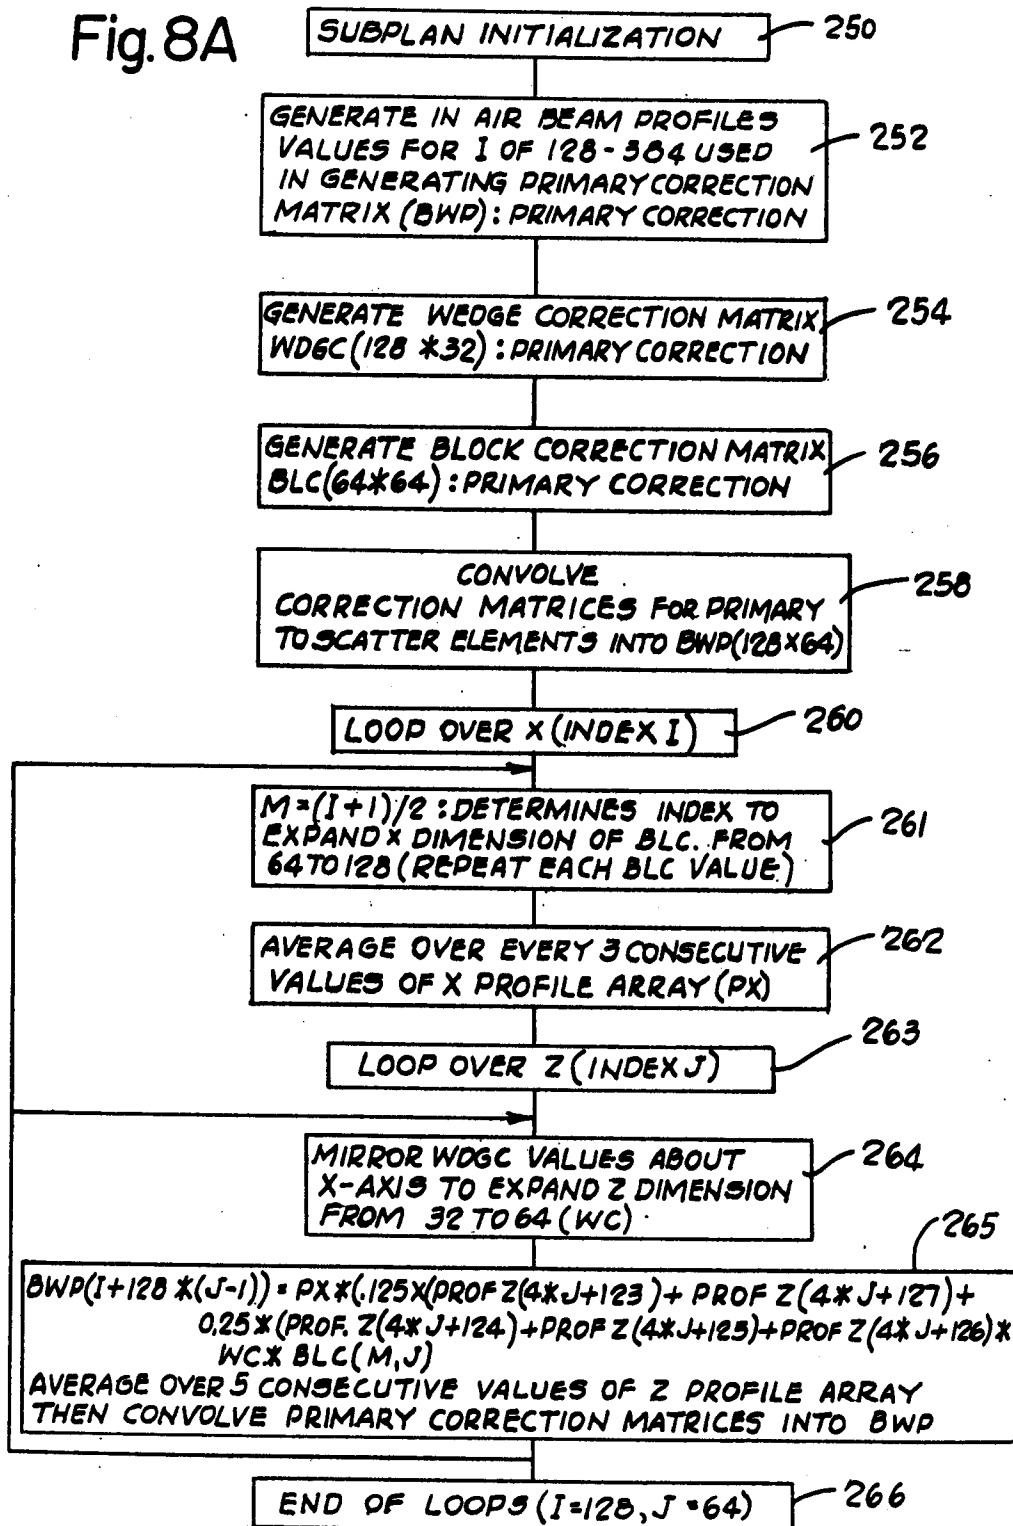 Fig. 8A
SUBPLAN INITIALIZATION
250
GENERATE IN AIR BEAM PROFILES
VALUES FOR I OF 128-384 USED
IN GENERATING PRIMARY CORRECTION
MATRIX (BWP): PRIMARY CORRECTION
252
GENERATE WEDGE CORRECTION MATRIX
WDGC(128 *32): PRIMARY CORRECTION
254
GENERATE BLOCK CORRECTION MATRIX
BLC(64*64): PRIMARY CORRECTION
256
CONVOLVE
CORRECTION MATRICES FOR PRIMARY
TO SCATTER ELEMENTS INTO BWP(128x64)
258
LOOP OVER X (INDEX I)
260
M=(I+1)/2: DETERMINES INDEX TO
EXPAND X DIMENSION OF BLC. FROM
64 TO 128 (REPEAT EACH BLC VALUE)
261
AVERAGE OVER EVERY 3 CONSECUTIVE
VALUES OF X PROFILE ARRAY (PX)
262
LOOP OVER Z (INDEX J)
263
MIRROR WDGC VALUES ABOUT
X-AXIS TO EXPAND Z DIMENSION
FROM 32 TO 64 (WC)
264
265
BWP(I+128*(J-1)) = PX*(.125x(PROF Z(4*J+123)+ PROF Z(4*J+127)+
0.25*(PROF. Z(4*J+124)+PROF Z(4*J+125)+PROF Z(4*J+126)*
WC* BLC(M,J)
AVERAGE OVER 5 CONSECUTIVE VALUES OF Z PROFILE ARRAY
THEN CONVOLVE PRIMARY CORRECTION MATRICES INTO BWP
END OF LOOPS (I=128, J=64)
266